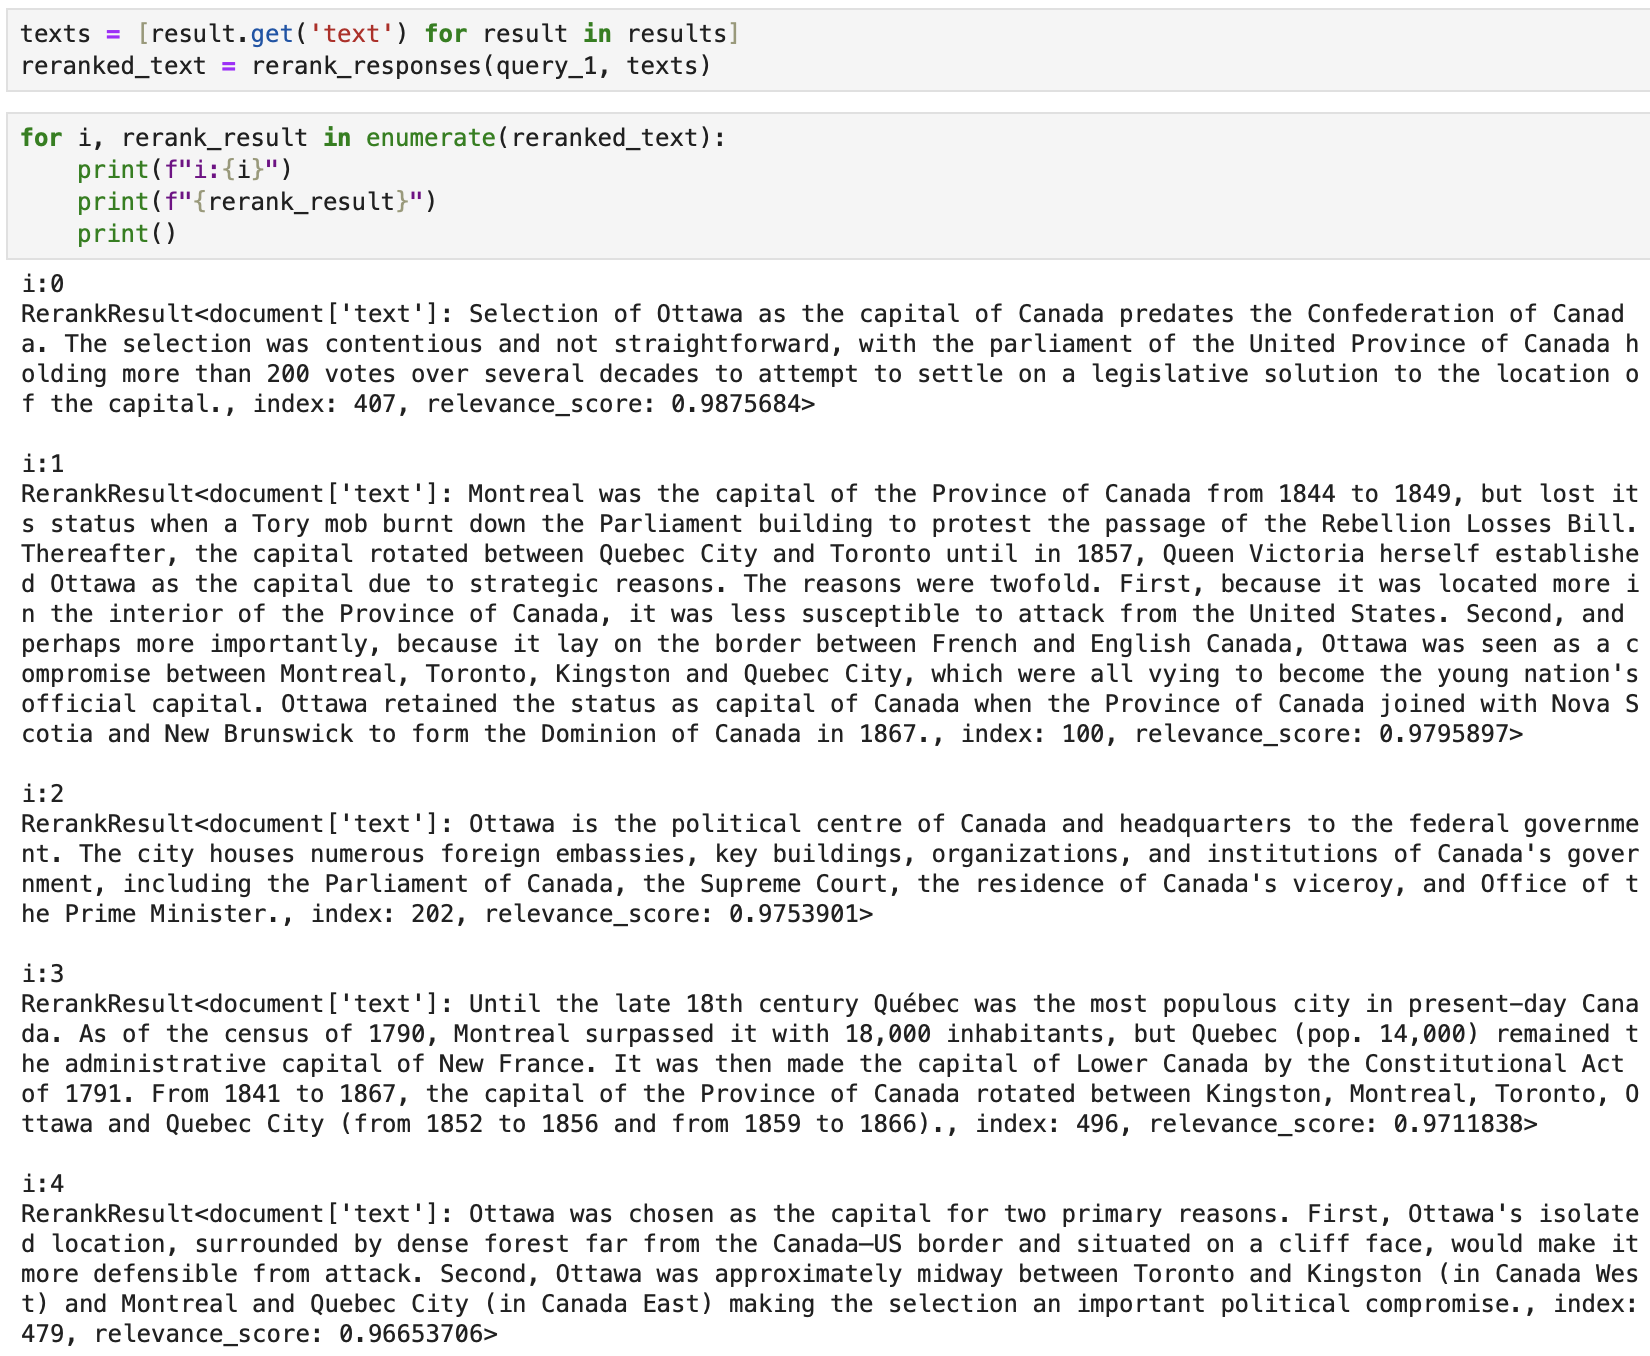 texts = [result.get('text') for result in results]
reranked_text = rerank_responses(query_1, texts)
for i, rerank_result in enumerate(reranked_text):
    print(f"i:{i}")
    print(f"{rerank_result}")
    print()
i:0
RerankResult<document['text']: Selection of Ottawa as the capital of Canada predates the Confederation of Canad
a. The selection was contentious and not straightforward, with the parliament of the United Province of Canada h
olding more than 200 votes over several decades to attempt to settle on a legislative solution to the location o
f the capital., index: 407, relevance_score: 0.9875684>
i:1
RerankResult<document['text']: Montreal was the capital of the Province of Canada from 1844 to 1849, but lost it
s status when a Tory mob burnt down the Parliament building to protest the passage of the Rebellion Losses Bill.
Thereafter, the capital rotated between Quebec City and Toronto until in 1857, Queen Victoria herself establishe
d Ottawa as the capital due to strategic reasons. The reasons were twofold. First, because it was located more i
n the interior of the Province of Canada, it was less susceptible to attack from the United States. Second, and
perhaps more importantly, because it lay on the border between French and English Canada, Ottawa was seen as a c
ompromise between Montreal, Toronto, Kingston and Quebec City, which were all vying to become the young nation's
official capital. Ottawa retained the status as capital of Canada when the Province of Canada joined with Nova S
cotia and New Brunswick to form the Dominion of Canada in 1867., index: 100, relevance_score: 0.9795897>
i:2
RerankResult<document['text']: Ottawa is the political centre of Canada and headquarters to the federal governme
nt. The city houses numerous foreign embassies, key buildings, organizations, and institutions of Canada's gover
nment, including the Parliament of Canada, the Supreme Court, the residence of Canada's viceroy, and Office of t
he Prime Minister., index: 202, relevance_score: 0.9753901>
i:3
RerankResult<document['text']: Until the late 18th century Québec was the most populous city in present-day Cana
da. As of the census of 1790, Montreal surpassed it with 18,000 inhabitants, but Quebec (pop. 14,000) remained t
he administrative capital of New France. It was then made the capital of Lower Canada by the Constitutional Act
of 1791. From 1841 to 1867, the capital of the Province of Canada rotated between Kingston, Montreal, Toronto, O
ttawa and Quebec City (from 1852 to 1856 and from 1859 to 1866)., index: 496, relevance_score: 0.9711838>
i:4
RerankResult<document['text']: Ottawa was chosen as the capital for two primary reasons. First, Ottawa's isolate
d location, surrounded by dense forest far from the Canada–US border and situated on a cliff face, would make it
more defensible from attack. Second, Ottawa was approximately midway between Toronto and Kingston (in Canada Wes
t) and Montreal and Quebec City (in Canada East) making the selection an important political compromise., index:
479, relevance_score: 0.96653706>